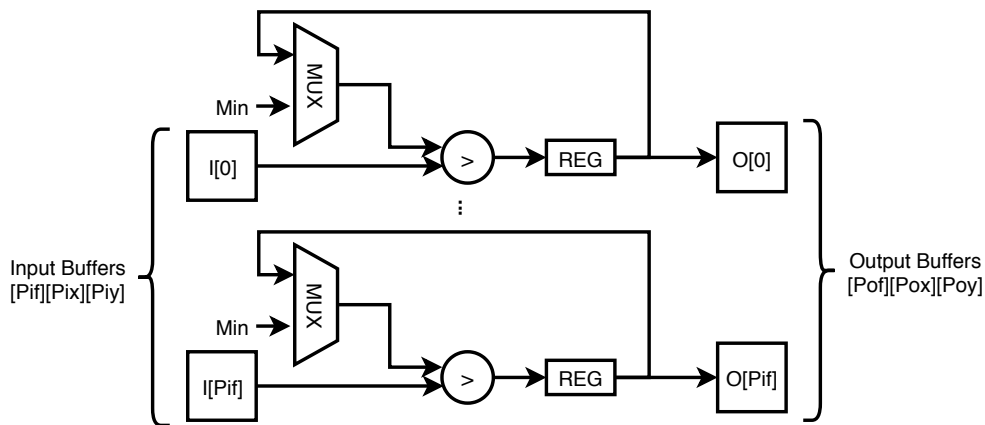 MUX
Min
I[0]
>
REG
O[0]
...
Input Buffers
[Pif][Pix][Piy]
Output Buffers
[Pof][Pox][Poy]
MUX
Min
I[Pif]
>
REG
O[Pif]